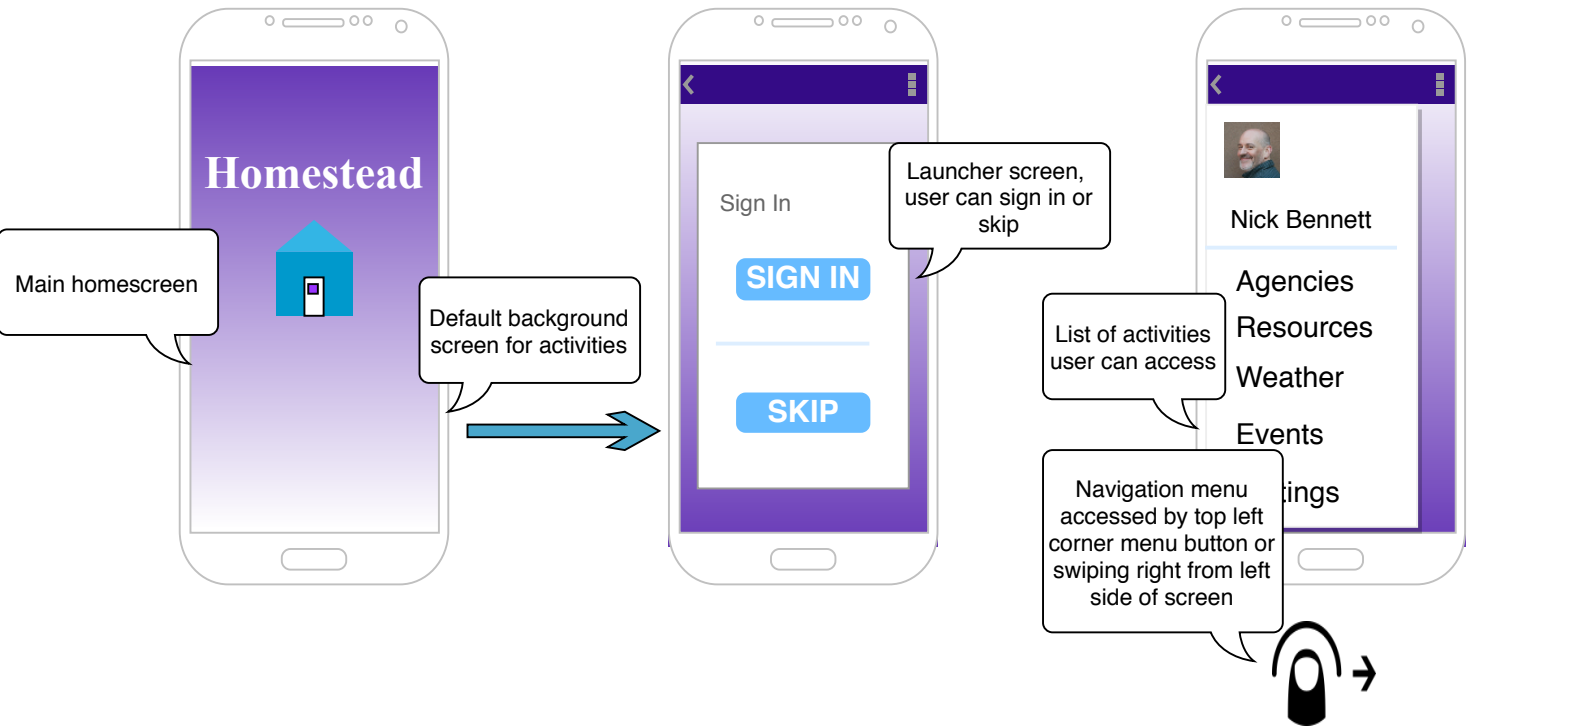 Homestead
Main homescreen
Default background
screen for activities
Sign In
SIGN IN
SKIP
Launcher screen,
user can sign in or
skip
Nick Bennett
Agencies
Resources
Weather
Events
tings
List of activities
user can access
Navigation menu
accessed by top left
corner menu button or
swiping right from left
side of screen